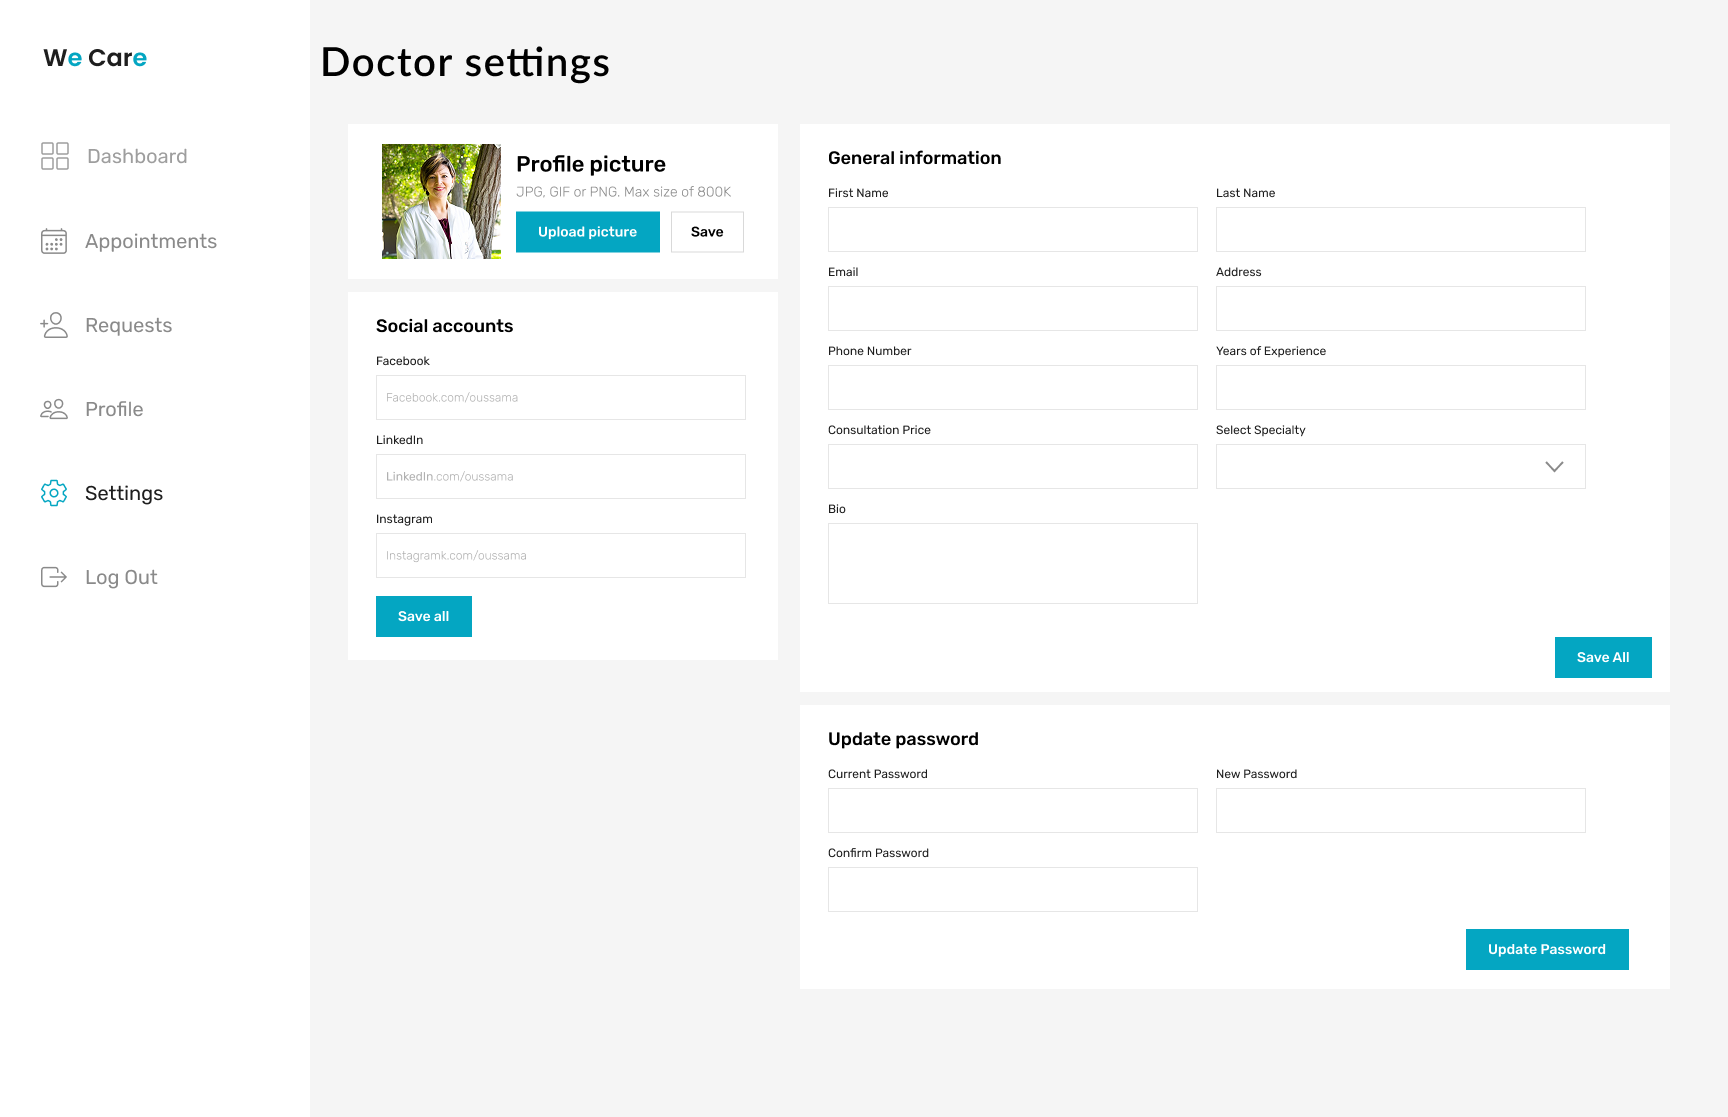 We Care
Dashboard
Appointments
Requests
Profile
Settings
Log Out
Doctor settings
Profile picture
JPG, GIF or PNG. Max size of 800K
Upload picture
Save
Social accounts
Facebook
Facebook.com/oussama
LinkedIn
LinkedIn.com/oussama
Instagram
Instagramk.com/oussama
Save all
General information
First Name
Last Name
Email
Address
Phone Number
Years of Experience
Consultation Price
Select Specialty
Bio
Save All
Update password
Current Password
New Password
Confirm Password
Update Password